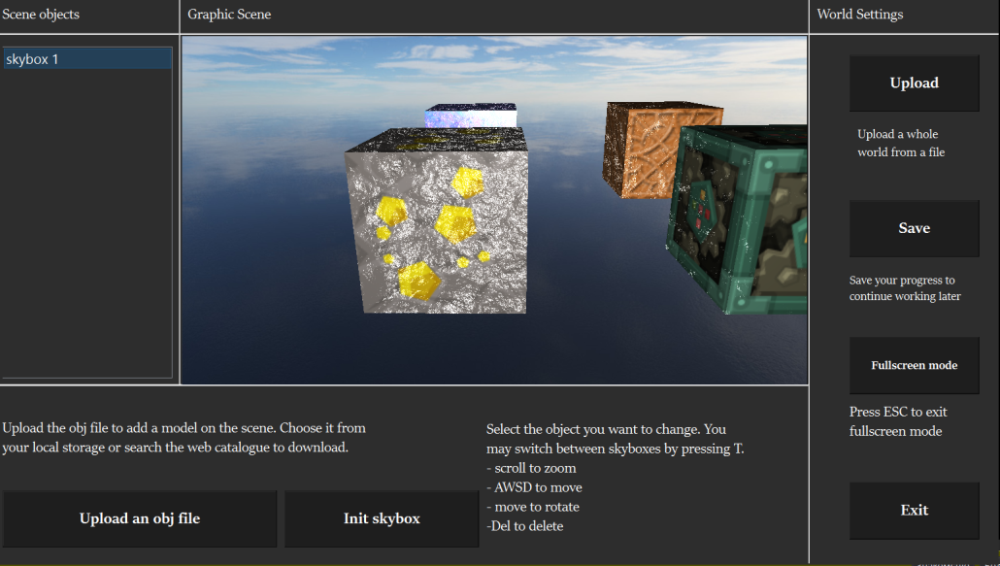 Scene objects
Graphic Scene
World Settings
skybox 1
Upload
Upload a whole
world from a file
Save
Save your progress to
continue working later
Fullscreen mode
Press ESC to exit
fullscreen mode
Exit
Upload the obj file to add a model on the scene. Choose it from
your local storage or search the web catalogue to download.
Upload an obj file
Init skybox
Select the object you want to change. You
may switch between skyboxes by pressing T.
- scroll to zoom
- AWSD to move
- move to rotate
-Del to delete